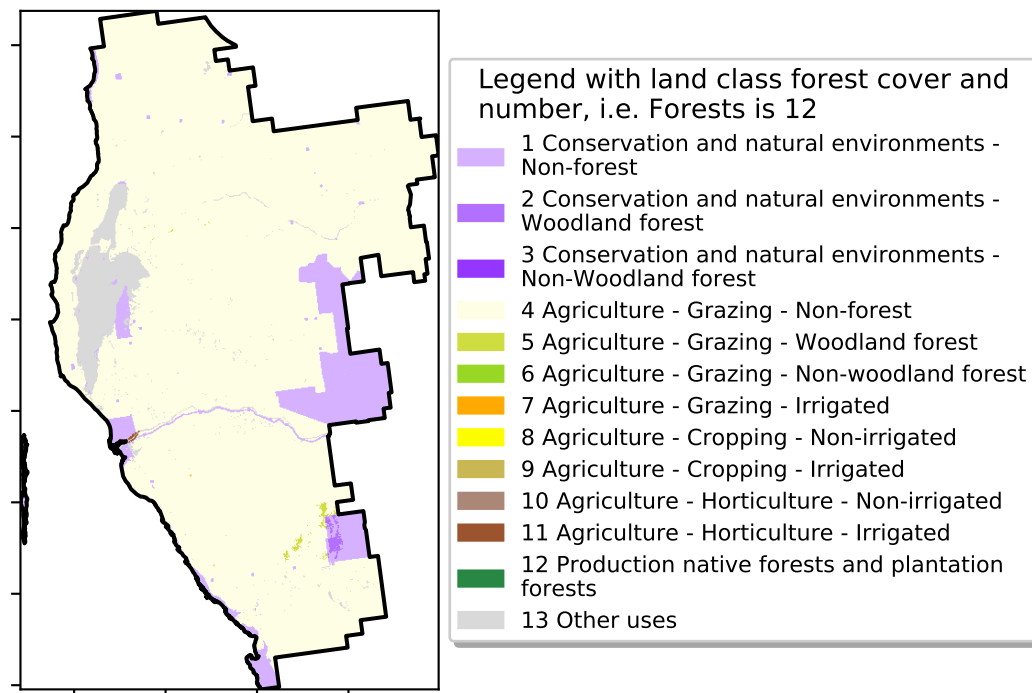 Legend with land class forest cover and
number, i.e. Forests is 12
1 Conservation and natural environments -
Non-forest
2 Conservation and natural environments -
Woodland forest
3 Conservation and natural environments -
Non-Woodland forest
4 Agriculture - Grazing - Non-forest
5 Agriculture - Grazing - Woodland forest
6 Agriculture - Grazing - Non-woodland forest
7 Agriculture - Grazing - Irrigated
8 Agriculture - Cropping - Non-irrigated
9 Agriculture - Cropping - Irrigated
10 Agriculture - Horticulture - Non-irrigated
11 Agriculture - Horticulture - Irrigated
12 Production native forests and plantation
forests
13 Other uses